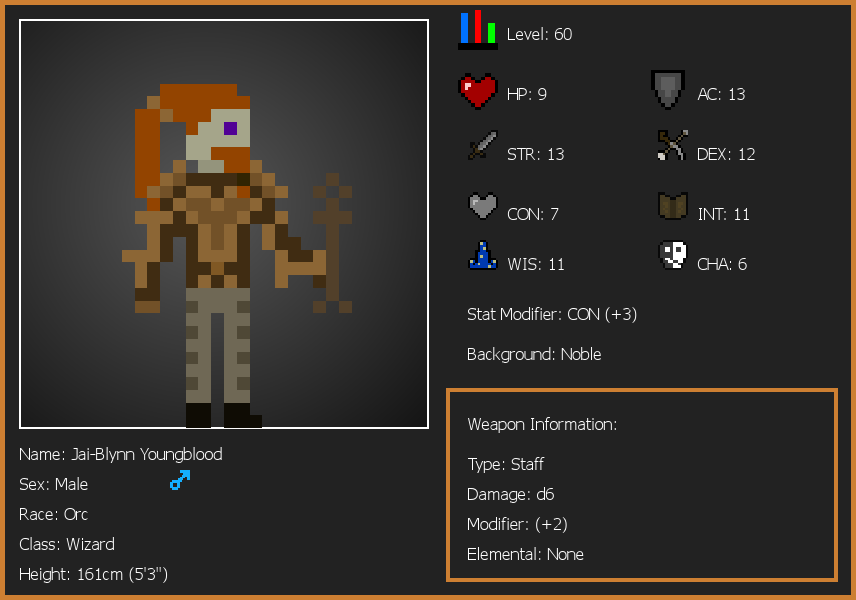 Level: 60
HP: 9
AC: 13
STR: 13
DEX: 12
CON: 7
INT: 11
WIS: 11
CHA: 6
Stat Modifier: CON (+3)
Background: Noble
Weapon Information:
Type: Staff
Damage: d6
Modifier: (+2)
Elemental: None
Name: Jai-Blynn Youngblood
Sex: Male
Race: Orc
Class: Wizard
Height: 161cm (5'3")